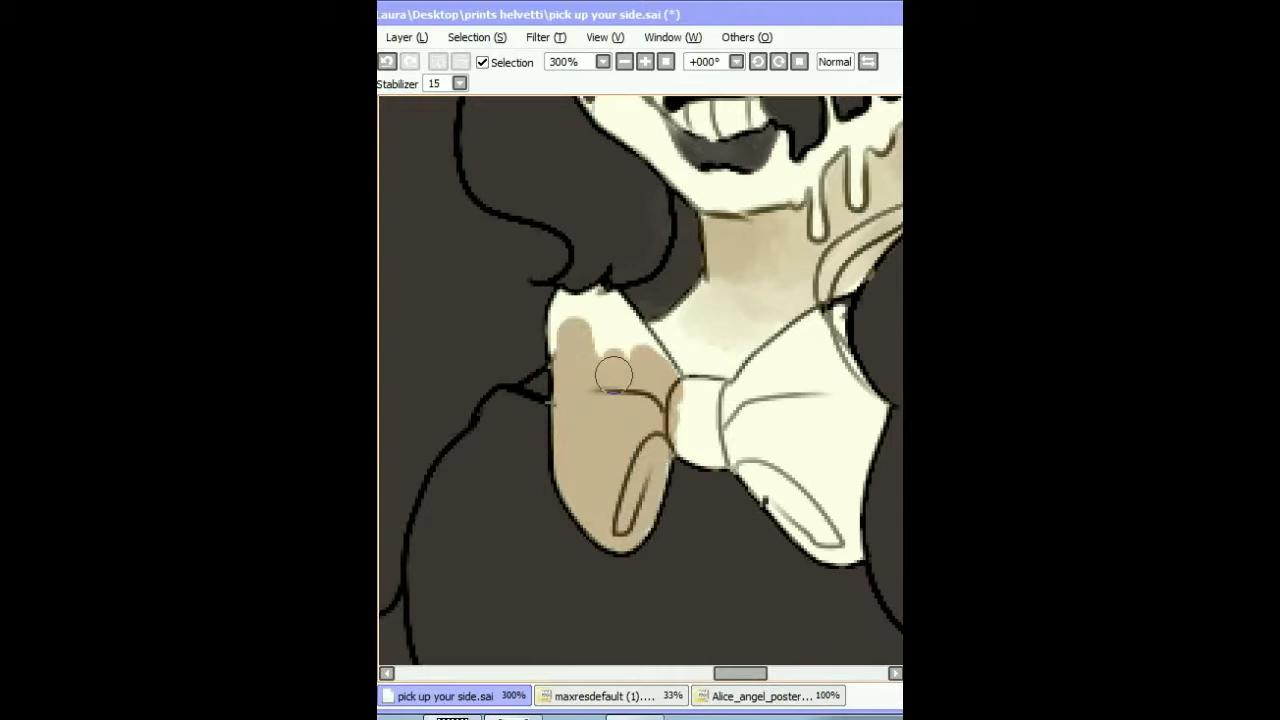 Laura\Desktop\prints helvetti\pick up your side.sai (*)
Layer (L) Selection (S) Filter (T) View (V) Window (W) Others (O)
Selection 300% +000° Normal
Stabilizer 15
pick up your side.sai 300% maxresdefault (1).... 33% Alice_angel_poster... 100%